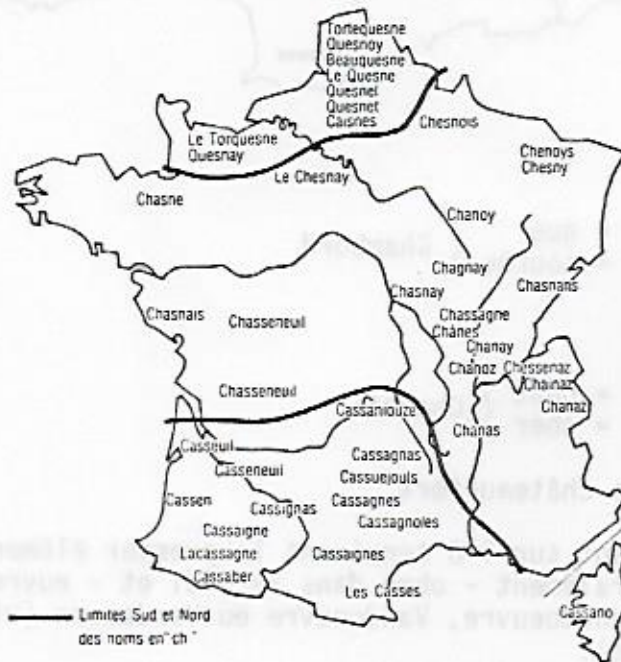 Tortequesne
Quesnoy
Beauquesne
Le Quesne
Quesnel
Quesnet
Caisnes
Chesnois
Le Torquesne
Quesnay
Chenoys
Chesny
Le Chesnay
Chasne
Chanoy
Chagnay
Chasnay
Chasnans
Chasnais
Chasseneuil
Chassagne
Chânes
Chanay
Chanoz
Chessenaz
Chainaz
Chanaz
Chasseneuil
Cassaniouze
Chanas
Casseuil
Casseneuil
Cassagnas
Cassuejouls
Cassen
Cassignas
Cassagnes
Cassagnoles
Cassaigne
Lacassagne
Cassaignes
Cassaber
Les Casses
Cassano
Limites Sud et Nord
des noms en "ch"